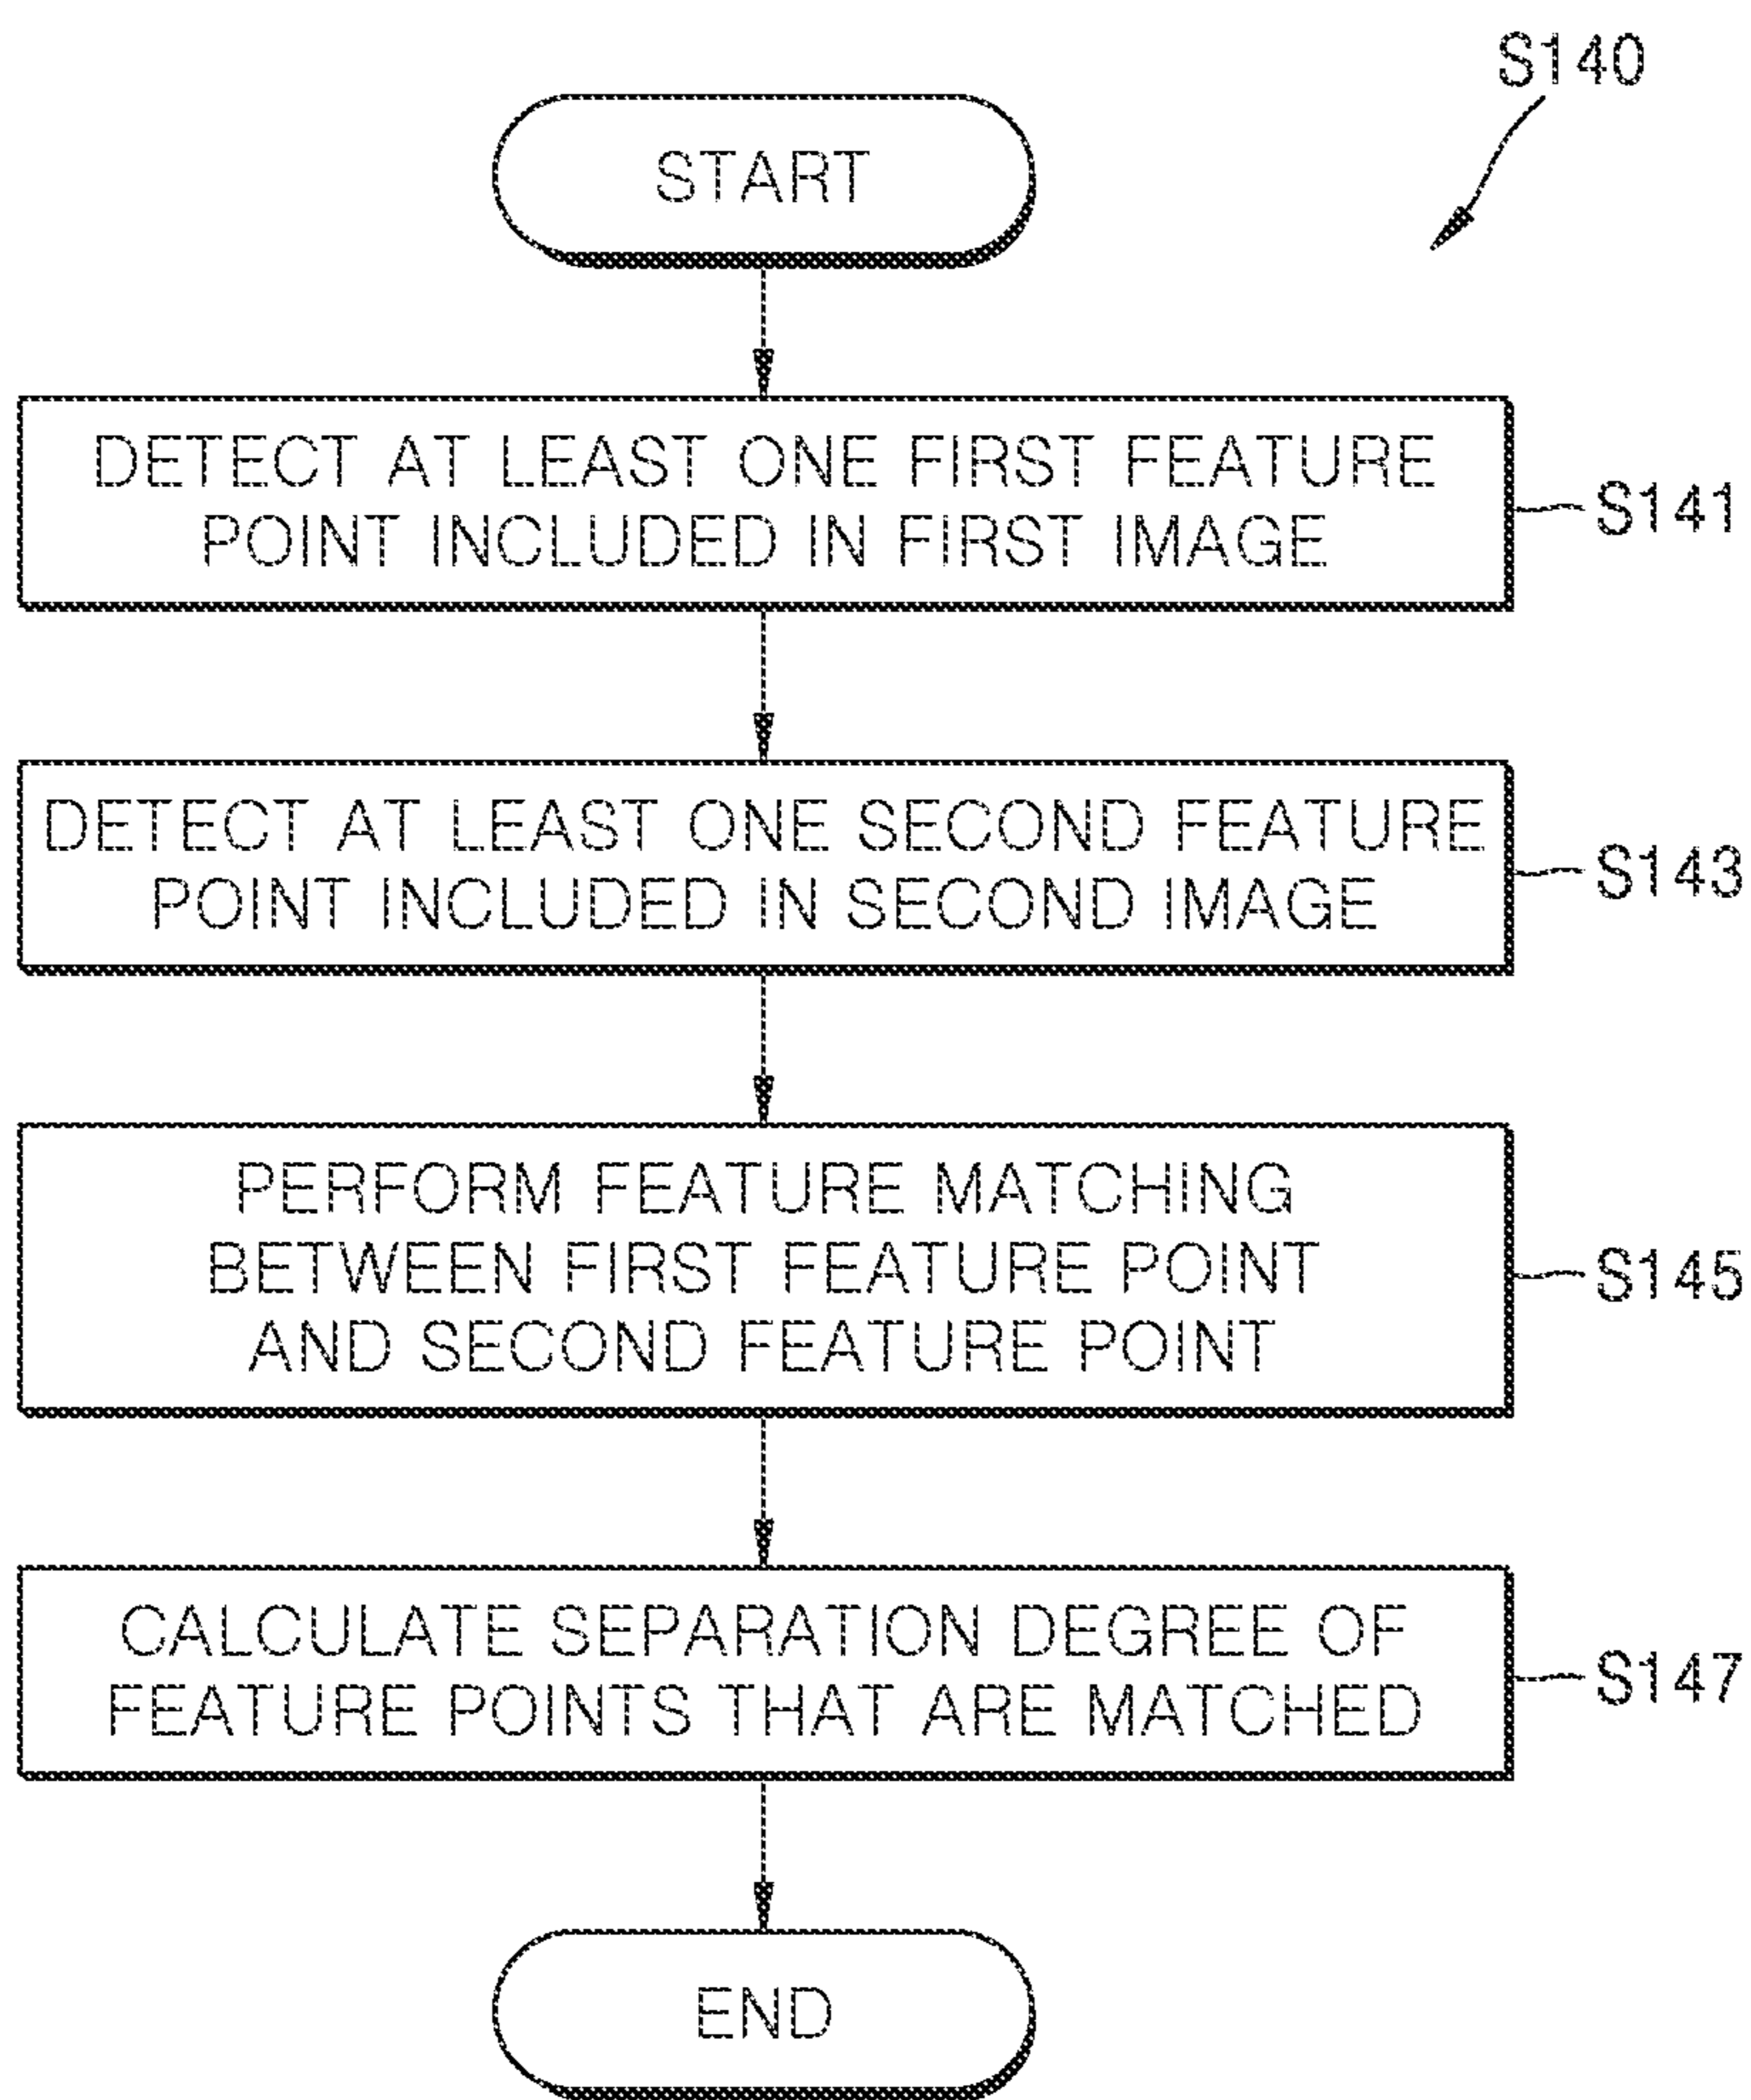 S140
START
DETECT AT LEAST ONE FIRST FEATURE
POINT INCLUDED IN FIRST IMAGE
S141
DETECT AT LEAST ONE SECOND FEATURE
POINT INCLUDED IN SECOND IMAGE
S143
PERFORM FEATURE MATCHING
BETWEEN FIRST FEATURE POINT
AND SECOND FEATURE POINT
S145
CALCULATE SEPARATION DEGREE OF
FEATURE POINTS THAT ARE MATCHED
S147
END